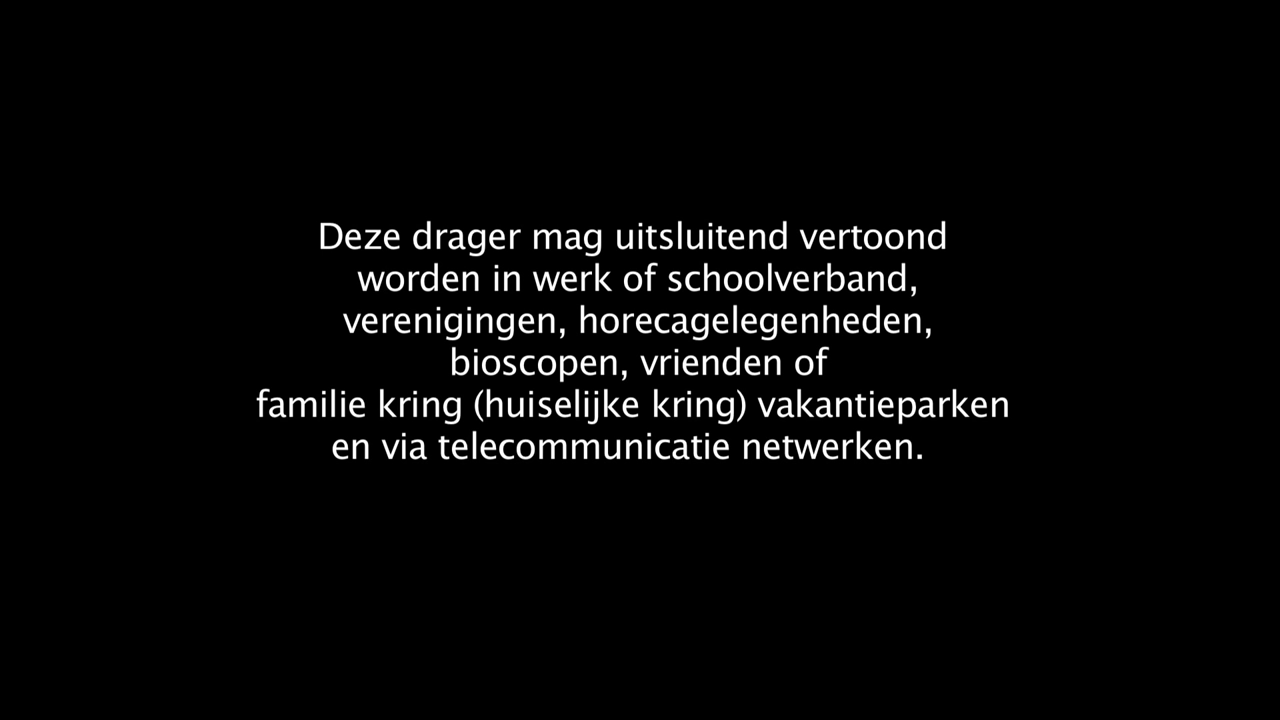 Deze drager mag uitsluitend vertoond
worden in werk of schoolverband,
verenigingen, horecagelegenheden,
bioscopen, vrienden of
familie kring (huiselijke kring) vakantieparken
en via telecommunicatie netwerken.